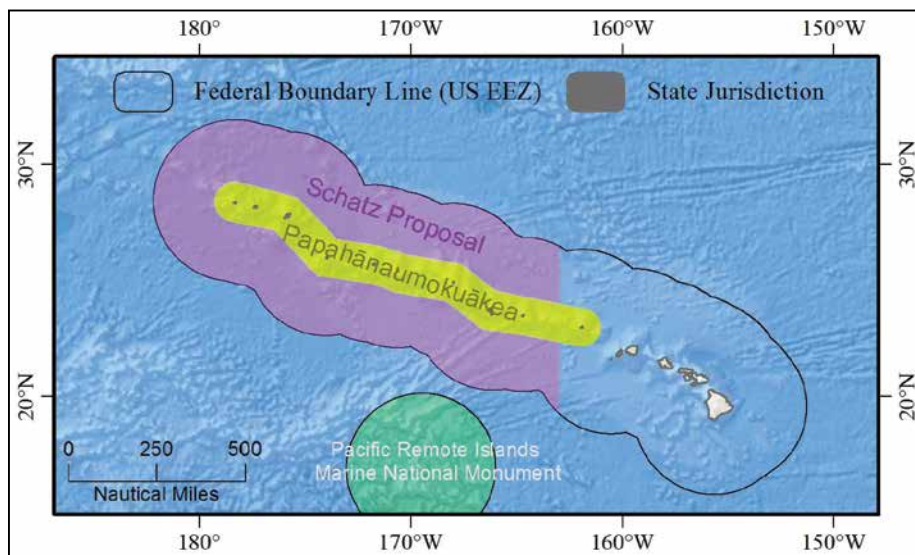 180°
170°W
160°W
150°W
Federal Boundary Line (US EEZ)
State Jurisdiction
30°N
30°N
Schatz Proposal
Papahānaumokuākea
20°N
20°N
0
250
500
Nautical Miles
Pacific Remote Islands
Marine National Monument
180°
170°W
160°W
150°W